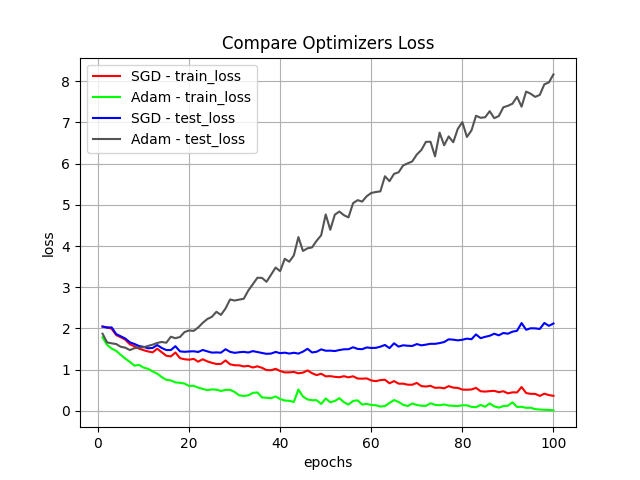 Compare Optimizers Loss
SGD - train_loss
Adam - train_loss
SGD - test_loss
Adam - test_loss
8
7
6
5
4
3
2
1
0
loss
0 20 40 60 80 100
epochs